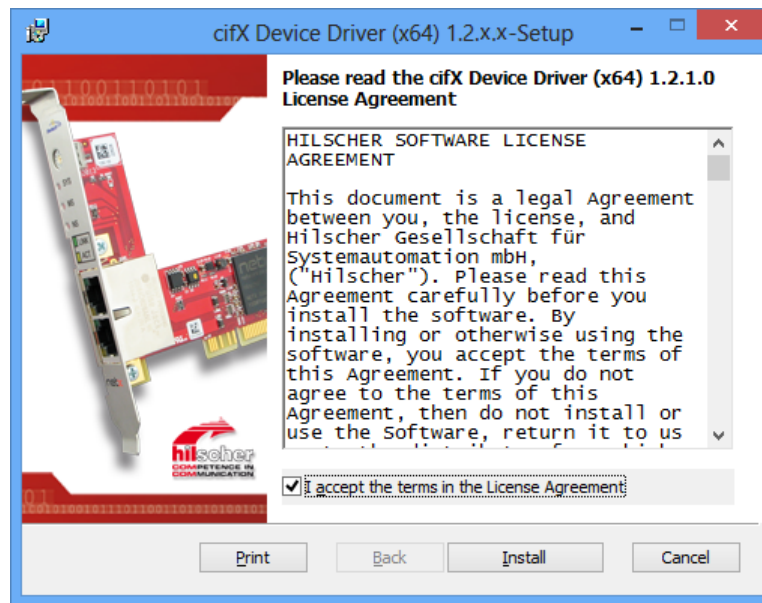 cifX Device Driver (x64) 1.2.x.x-Setup
Please read the cifX Device Driver (x64) 1.2.1.0
License Agreement
HILSCHER SOFTWARE LICENSE
AGREEMENT
This document is a legal Agreement
between you, the license, and
Hilscher Gesellschaft für
Systemautomation mbH,
("Hilscher"). Please read this
Agreement carefully before you
install the software. By
installing or otherwise using the
software, you accept the terms of
this Agreement. If you do not
agree to the terms of this
Agreement, then do not install or
use the Software, return it to us
I accept the terms in the License Agreement
hilscher
COMPETENCE IN
COMMUNICATION
SYS
MS
NS
LINK
ACT
Print
Back
Install
Cancel